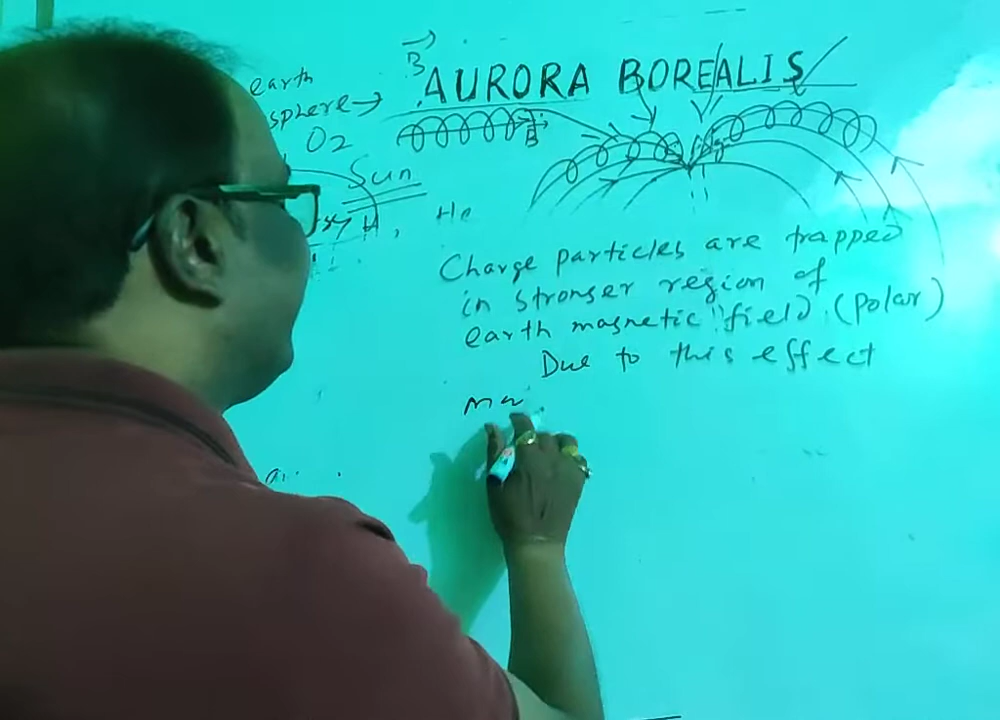 B
AURORA BOREALIS
earth
sphere →
O2
B
Sun
H, He
Charge particles are trapped
in stronger region of
earth magnetic "field (polar)
Due to this effect